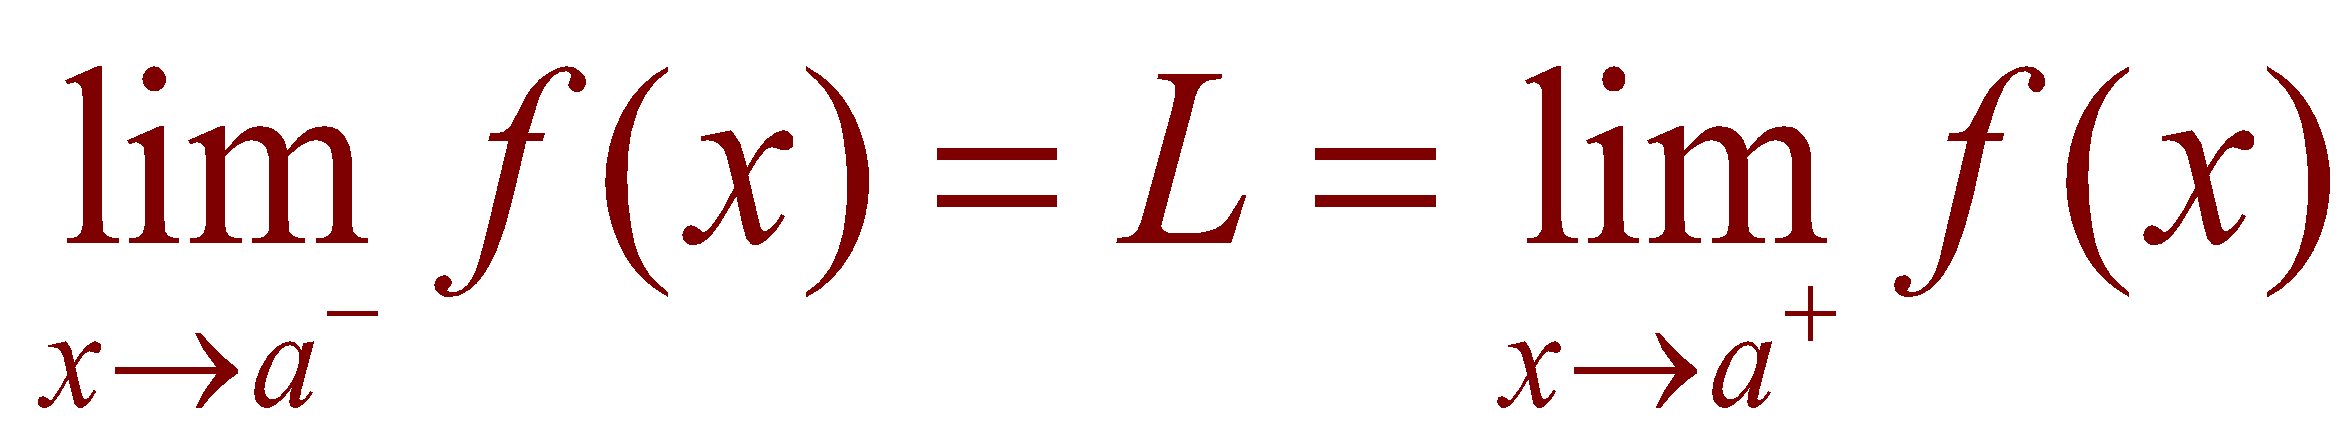 lim f(x) = L = lim f(x)
x→a⁻ x→a⁺